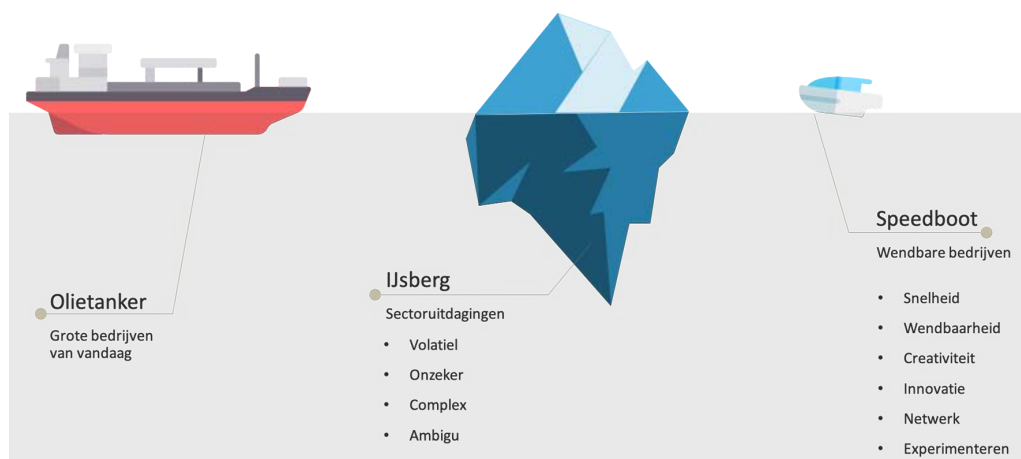 Olietanker
Grote bedrijven
van vandaag
IJsberg
Sectoruitdagingen
• Volatiel
• Onzeker
• Complex
• Ambigu
Speedboot
Wendbare bedrijven
• Snelheid
• Wendbaarheid
• Creativiteit
• Innovatie
• Netwerk
• Experimenteren